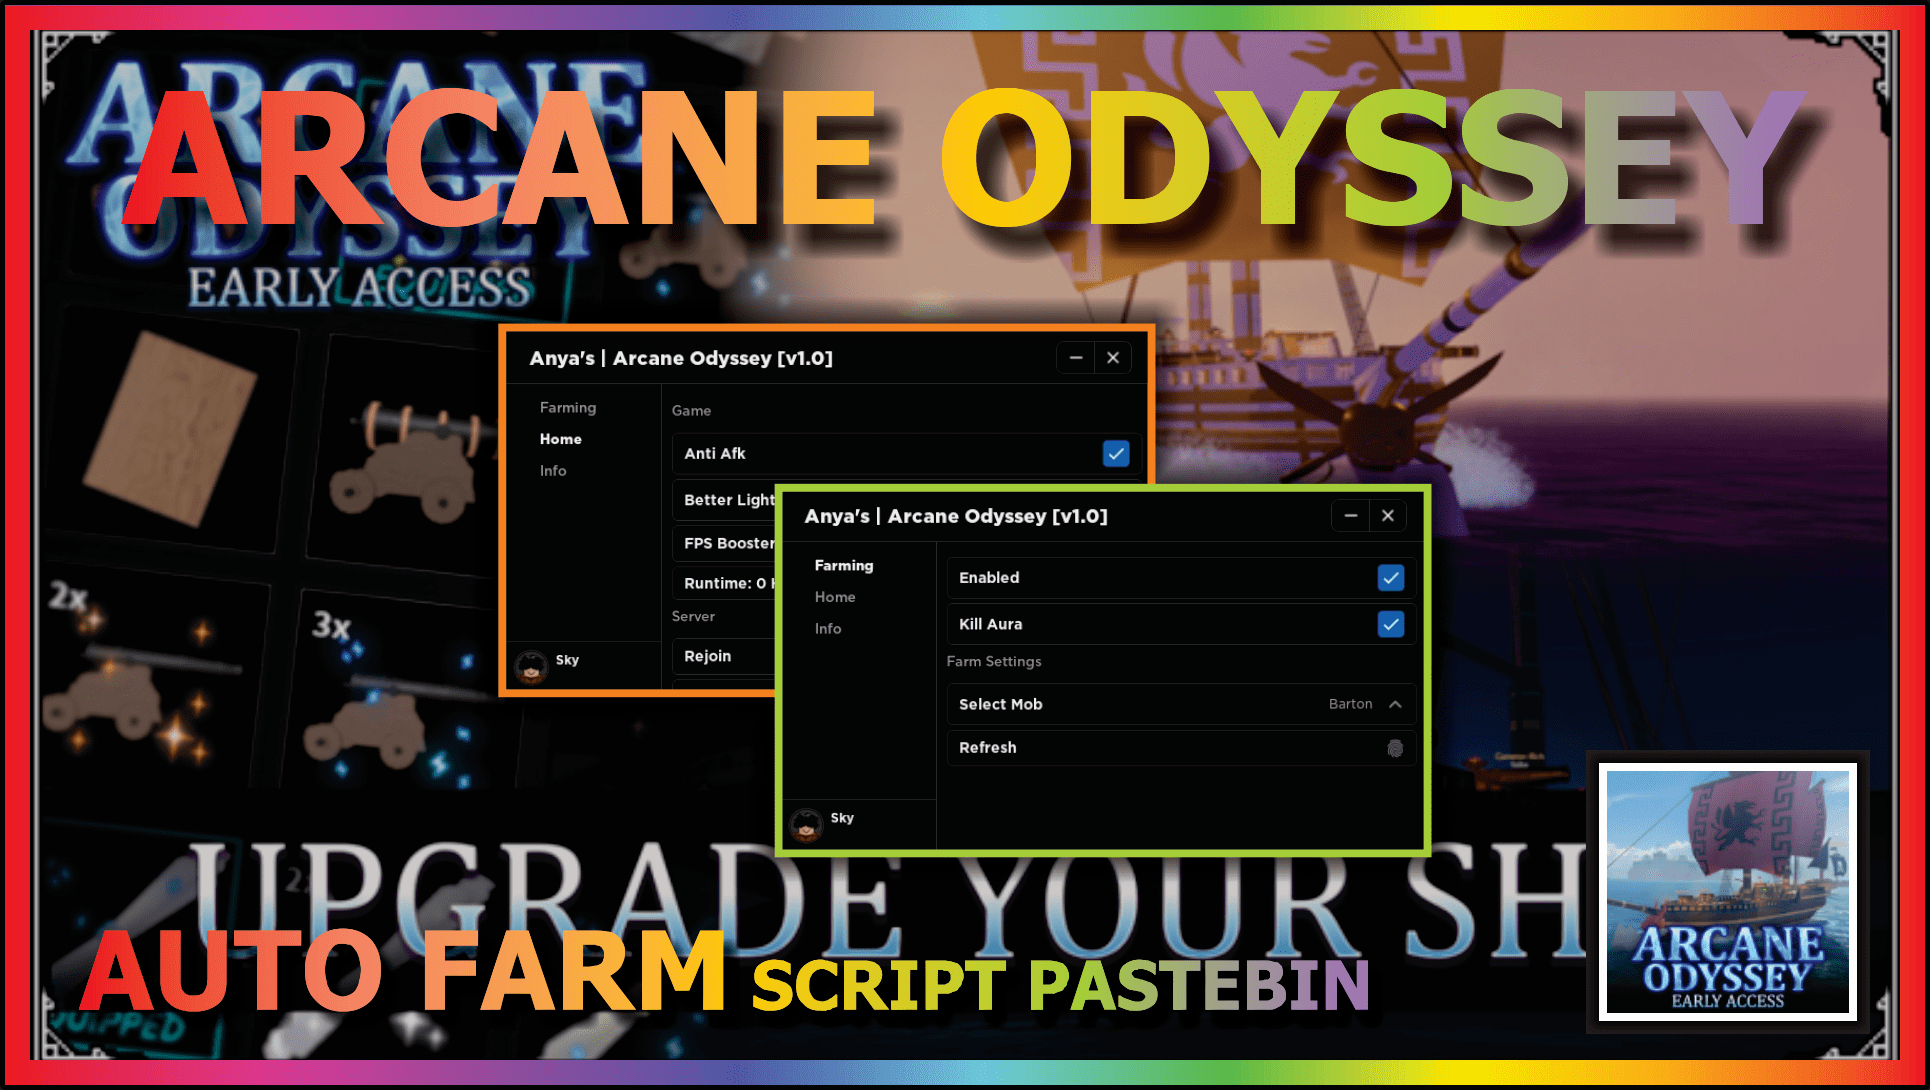 ARCANE
ODYSSEY
EARLY ACCESS
ARCANE ODYSSEY
2x
3x
Anya's | Arcane Odyssey [v1.0]
Farming
Home
Info
Game
Anti Afk
Better Light
FPS Booster
Runtime: 0
Server
Rejoin
Sky
Anya's | Arcane Odyssey [v1.0]
Farming
Home
Info
Enabled
Kill Aura
Farm Settings
Select Mob
Barton
Refresh
Sky
UPGRADE YOUR SH
AUTO FARM SCRIPT PASTEBIN
ARCANE
ODYSSEY
EARLY ACCESS